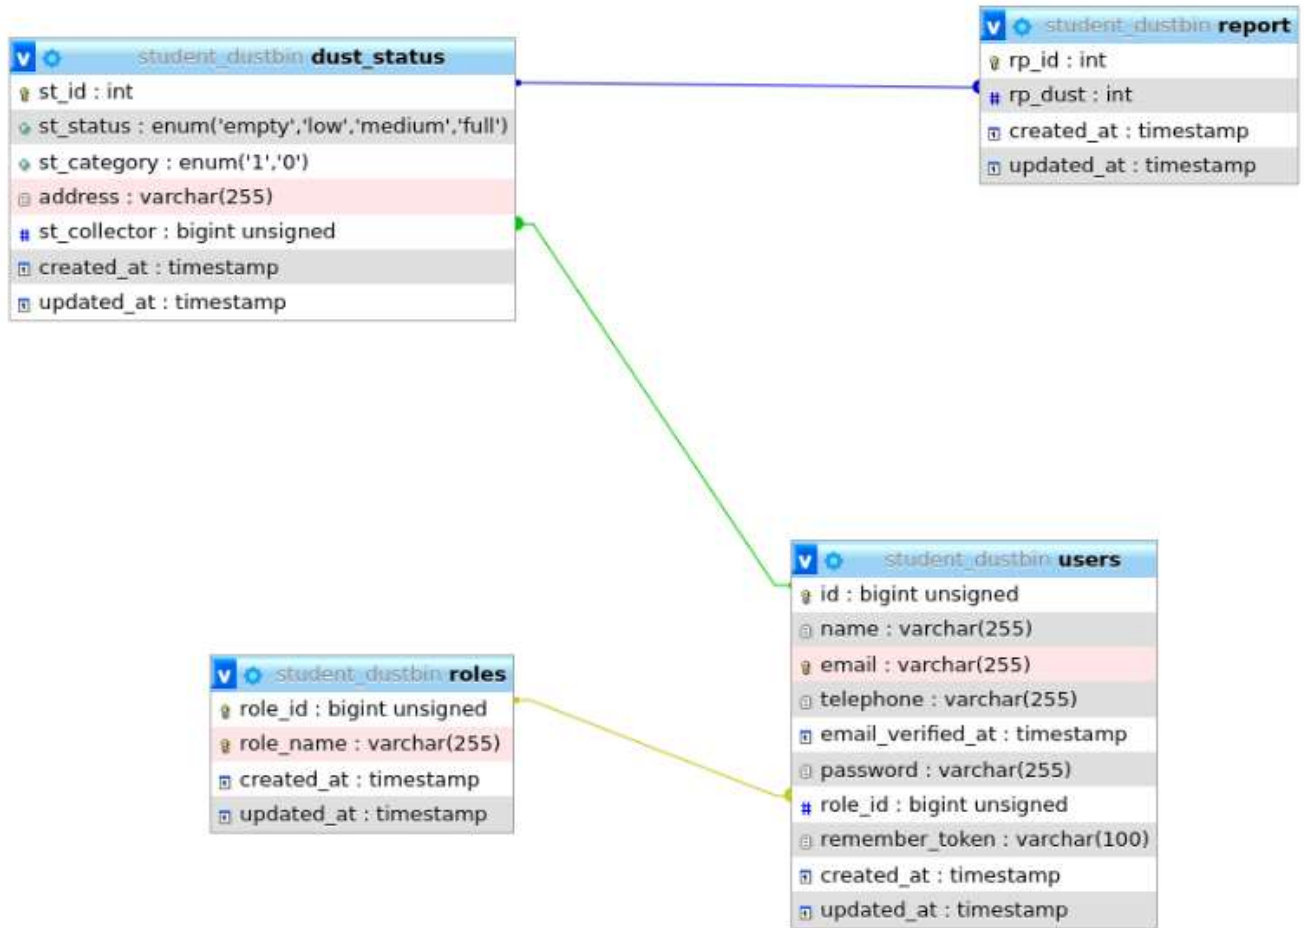 student_dustbin dust_status
st_id : int
st_status : enum('empty','low','medium','full')
st_category : enum('1','0')
address : varchar(255)
st_collector : bigint unsigned
created_at : timestamp
updated_at : timestamp
student_dustbin report
rp_id : int
rp_dust : int
created_at : timestamp
updated_at : timestamp
student_dustbin roles
role_id : bigint unsigned
role_name : varchar(255)
created_at : timestamp
updated_at : timestamp
student_dustbin users
id : bigint unsigned
name : varchar(255)
email : varchar(255)
telephone : varchar(255)
email_verified_at : timestamp
password : varchar(255)
role_id : bigint unsigned
remember_token : varchar(100)
created_at : timestamp
updated_at : timestamp